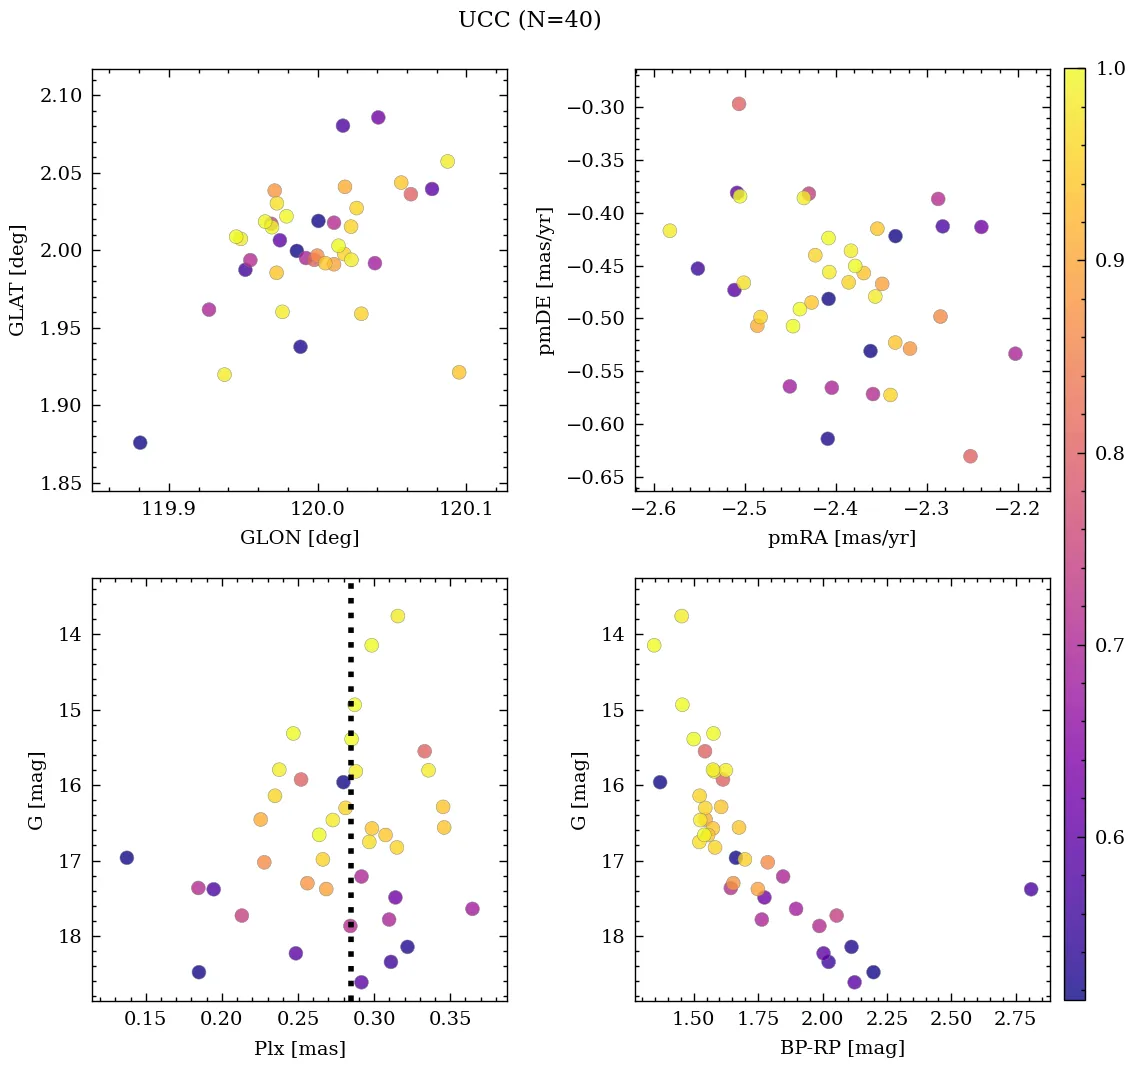 UCC (N=40)
2.10
2.05
2.00
1.95
1.90
1.85
GLAT [deg]
119.9 120.0 120.1
GLON [deg]
−0.30
−0.35
−0.40
−0.45
−0.50
−0.55
−0.60
−0.65
pmDE [mas/yr]
−2.6 −2.5 −2.4 −2.3 −2.2
pmRA [mas/yr]
1.0
0.9
0.8
0.7
0.6
14
15
16
17
18
G [mag]
0.15 0.20 0.25 0.30 0.35
Plx [mas]
14
15
16
17
18
G [mag]
1.50 1.75 2.00 2.25 2.50 2.75
BP-RP [mag]